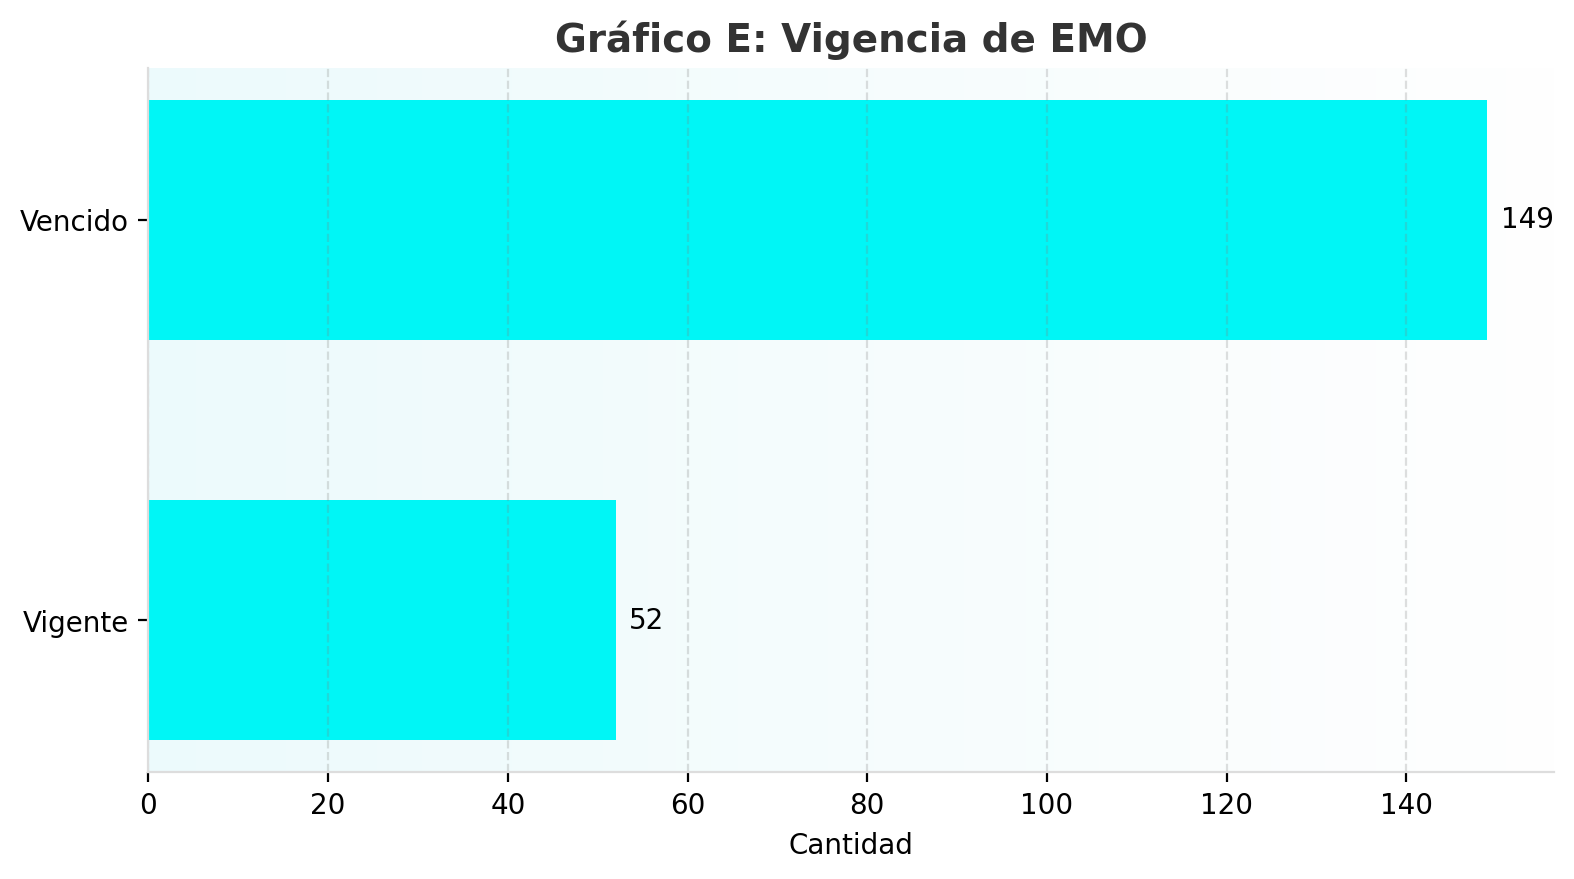 Gráfico E: Vigencia de EMO
Vencido
149
Vigente
52
0 20 40 60 80 100 120 140
Cantidad